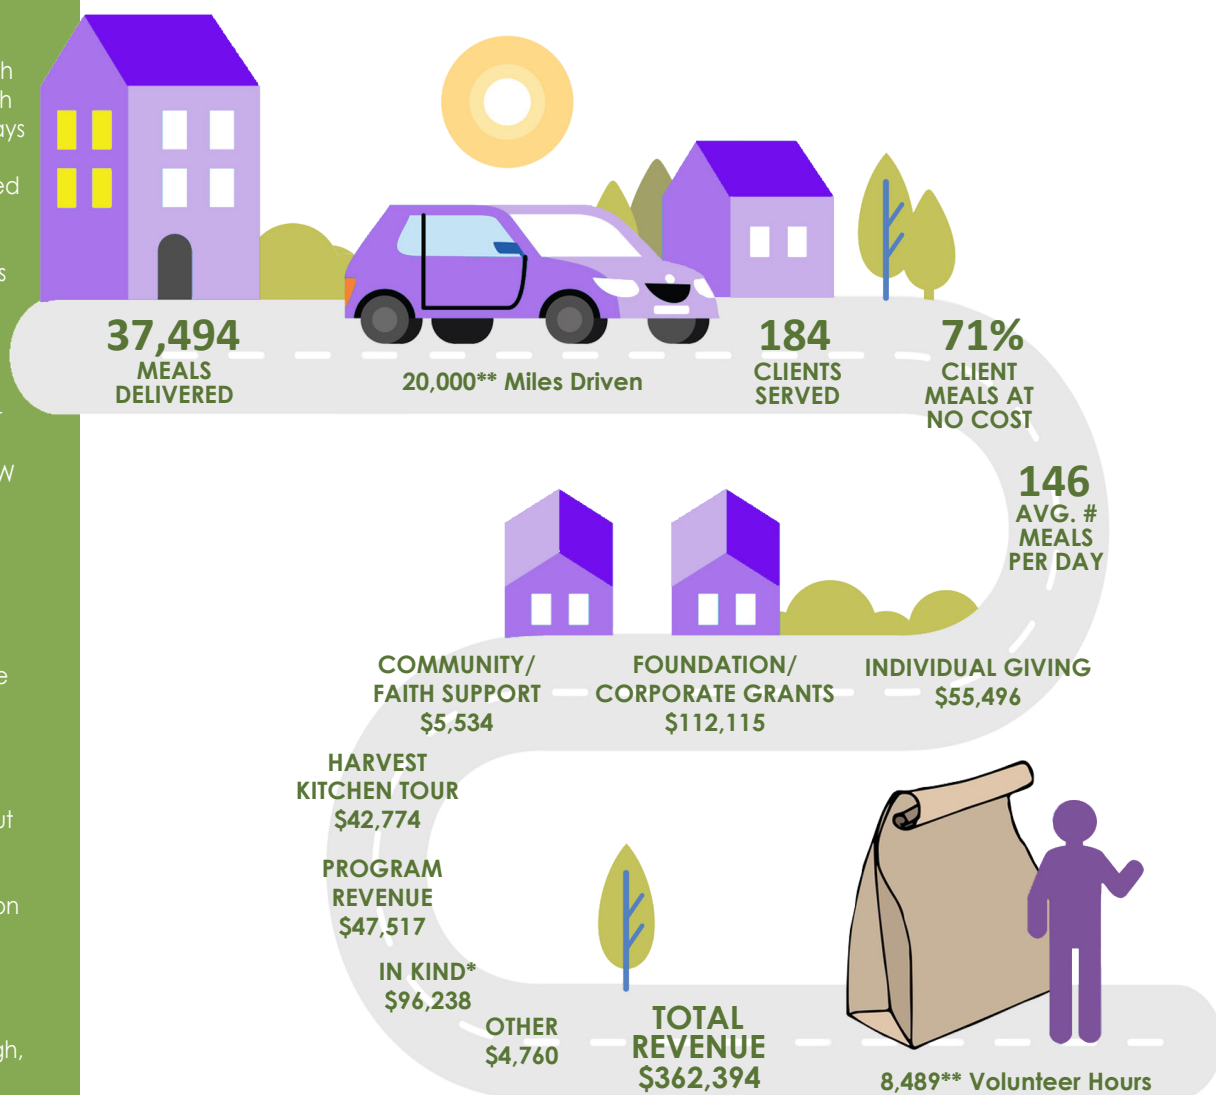 37,494
MEALS
DELIVERED
20,000** Miles Driven
184
CLIENTS
SERVED
71%
CLIENT
MEALS AT
NO COST
146
AVG. #
MEALS
PER DAY
INDIVIDUAL GIVING
$55,496
FOUNDATION/
CORPORATE GRANTS
$112,115
COMMUNITY/
FAITH SUPPORT
$5,534
HARVEST
KITCHEN TOUR
$42,774
PROGRAM
REVENUE
$47,517
IN KIND*
$96,238
OTHER
$4,760
TOTAL
REVENUE
$362,394
8,489** Volunteer Hours